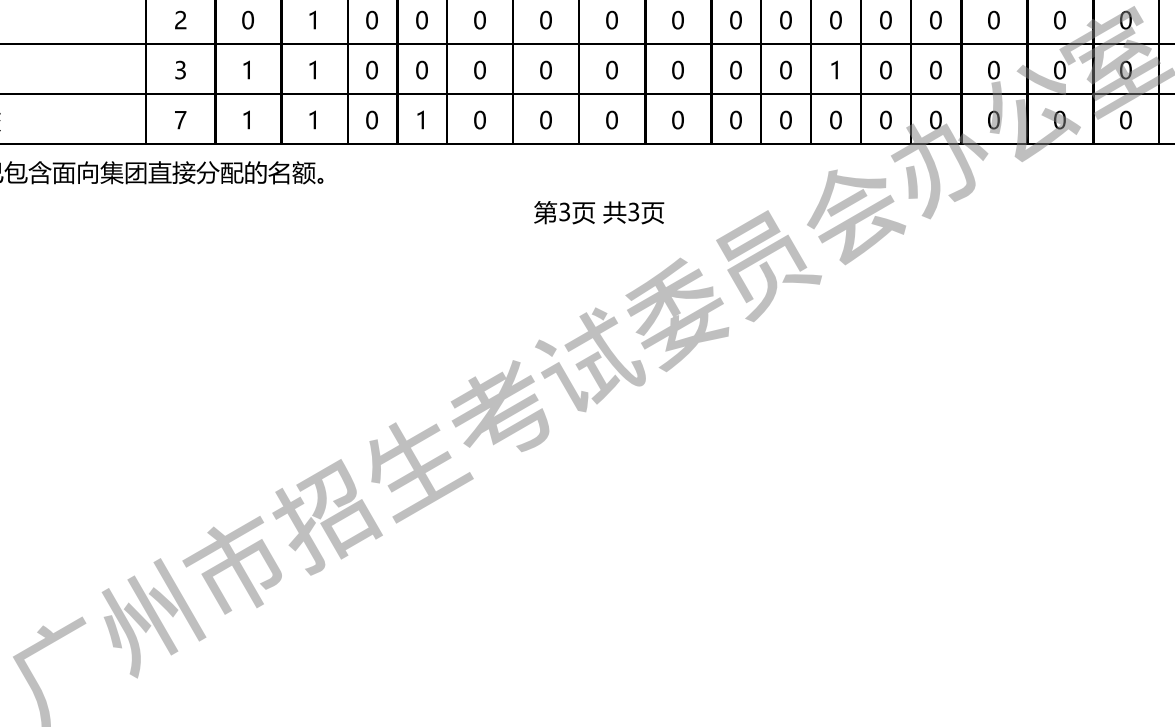 2 0 1 0 0 0 0 0 0 0 0 0 0 0 0 0 0
3 1 1 0 0 0 0 0 0 0 0 1 0 0 0 0 0
7 1 1 0 1 0 0 0 0 0 0 0 0 0 0 0 0
包含面向集团直接分配的名额。
第3页 共3页
广州市招生考试委员会办公室